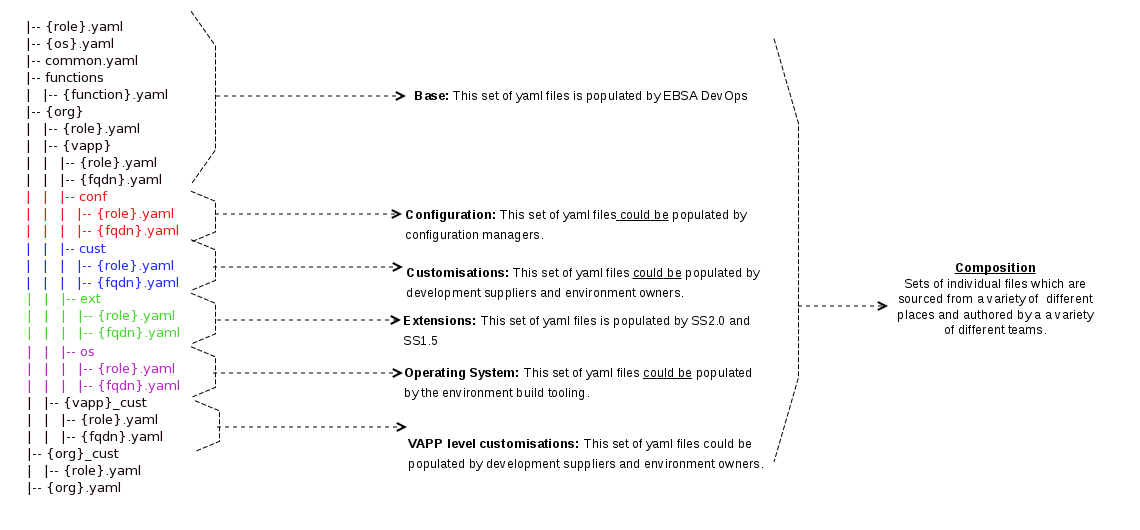 |-- {role}.yaml
|-- {os}.yaml
|-- common.yaml
|-- functions
|   |-- {function}.yaml
|-- {org}
|   |-- {role}.yaml
|   |-- {vapp}
|   |   |-- {role}.yaml
|   |   |-- {fqdn}.yaml
|   |   |-- conf
|   |   |   |-- {role}.yaml
|   |   |   |-- {fqdn}.yaml
|   |   |-- cust
|   |   |   |-- {role}.yaml
|   |   |   |-- {fqdn}.yaml
|   |   |-- ext
|   |   |   |-- {role}.yaml
|   |   |   |-- {fqdn}.yaml
|   |   |-- os
|   |   |   |-- {role}.yaml
|   |   |   |-- {fqdn}.yaml
|   |-- {vapp}_cust
|   |   |-- {role}.yaml
|   |   |-- {fqdn}.yaml
|-- {org}_cust
|   |-- {role}.yaml
|-- {org}.yaml
Base: This set of yaml files is populated by EBSA DevOps
Configuration: This set of yaml files could be populated by
configuration managers.
Customisations: This set of yaml files could be populated by
development suppliers and environment owners.
Extensions: This set of yaml files is populated by SS2.0 and
SS1.5
Operating System: This set of yaml files could be populated
by the environment build tooling.
VAPP level customisations: This set of yaml files could be
populated by development suppliers and environment owners.
Composition
Sets of individual files which are
sourced from a variety of different
places and authored by a a variety
of different teams.